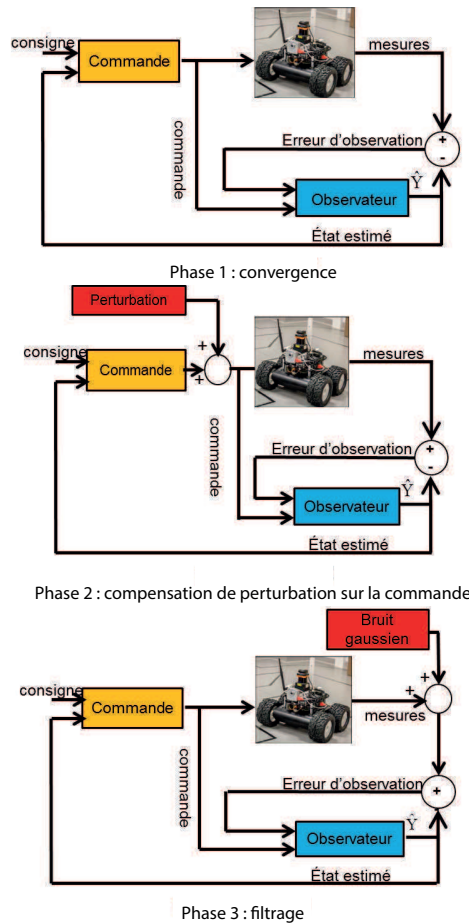 consigne
Commande
mesures
commande
Erreur d'observation
+
-
Observateur
Ŷ
État estimé
Phase 1 : convergence
Perturbation
+
consigne
Commande
+
mesures
commande
Erreur d'observation
+
-
Observateur
Ŷ
État estimé
Phase 2 : compensation de perturbation sur la commande
Bruit
gaussien
+
consigne
Commande
+
mesures
commande
Erreur d'observation
+
Observateur
Ŷ
État estimé
Phase 3 : filtrage